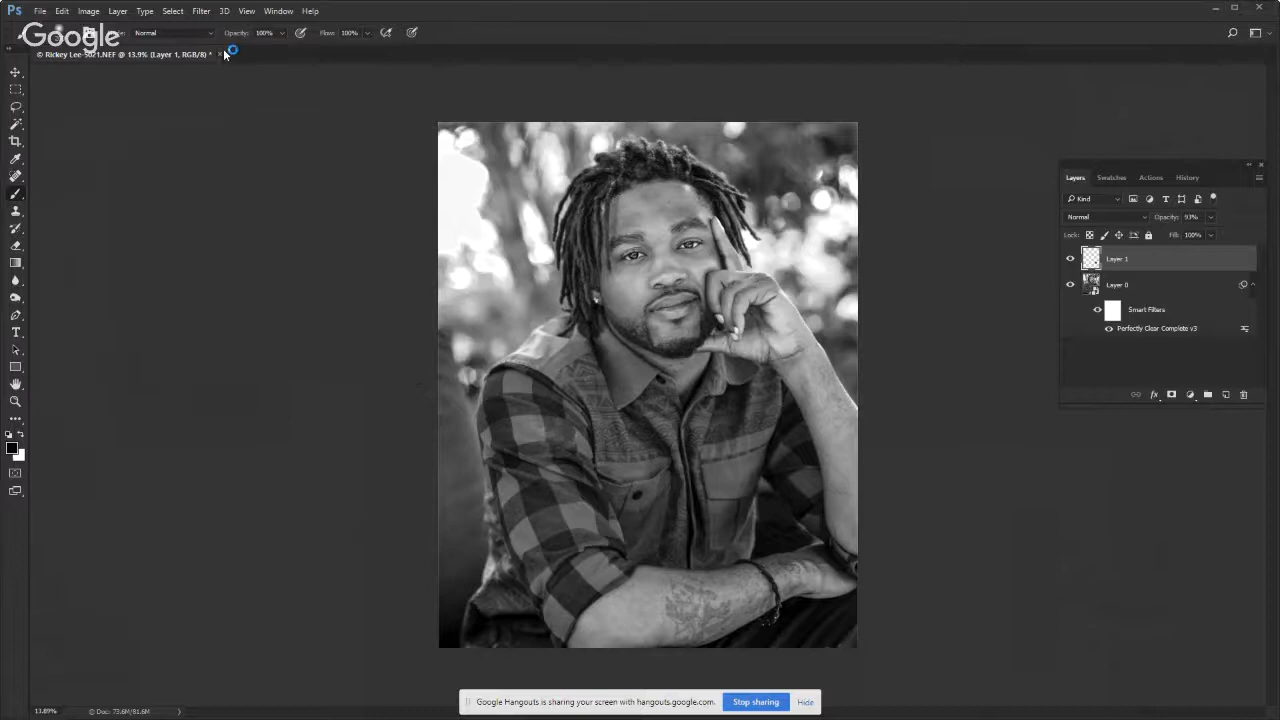 Ps File Edit Image Layer Type Select Filter 3D View Window Help
Google
Normal Opacity: 100% Flow: 100%
© Rickey Lee-5021.NEF @ 13.9% (Layer 1, RGB/8) *
Layers Swatches Actions History
Kind
Normal Opacity: 93%
Lock: Fill: 100%
Layer 1
Layer 0
Smart Filters
Perfectly Clear Complete v3
Google Hangouts is sharing your screen with hangouts.google.com. Stop sharing Hide
13.89% © Doc: 73.6M/81.6M